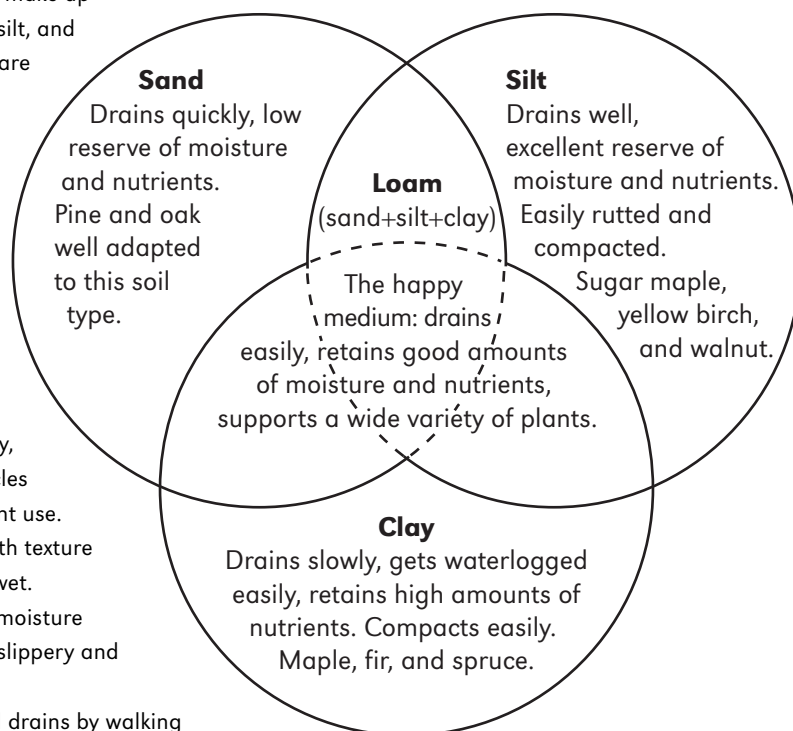 make up
silt, and
are
Sand
Drains quickly, low
reserve of moisture
and nutrients.
Pine and oak
well adapted
to this soil
type.
Silt
Drains well,
excellent reserve of
moisture and nutrients.
Easily rutted and
compacted.
Sugar maple,
yellow birch,
and walnut.
Loam
(sand+silt+clay)
The happy
medium: drains
easily, retains good amounts
of moisture and nutrients,
supports a wide variety of plants.
Clay
Drains slowly, gets waterlogged
easily, retains high amounts of
nutrients. Compacts easily.
Maple, fir, and spruce.
use.
texture
wet.
moisture
slippery and
drains by walking